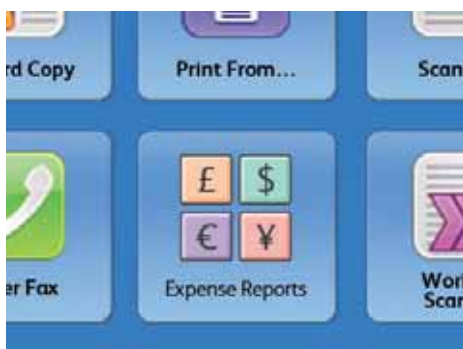 rd Copy
Print From...
Scan
£ $
€ ¥
er Fax
Expense Reports
Wor
Scan